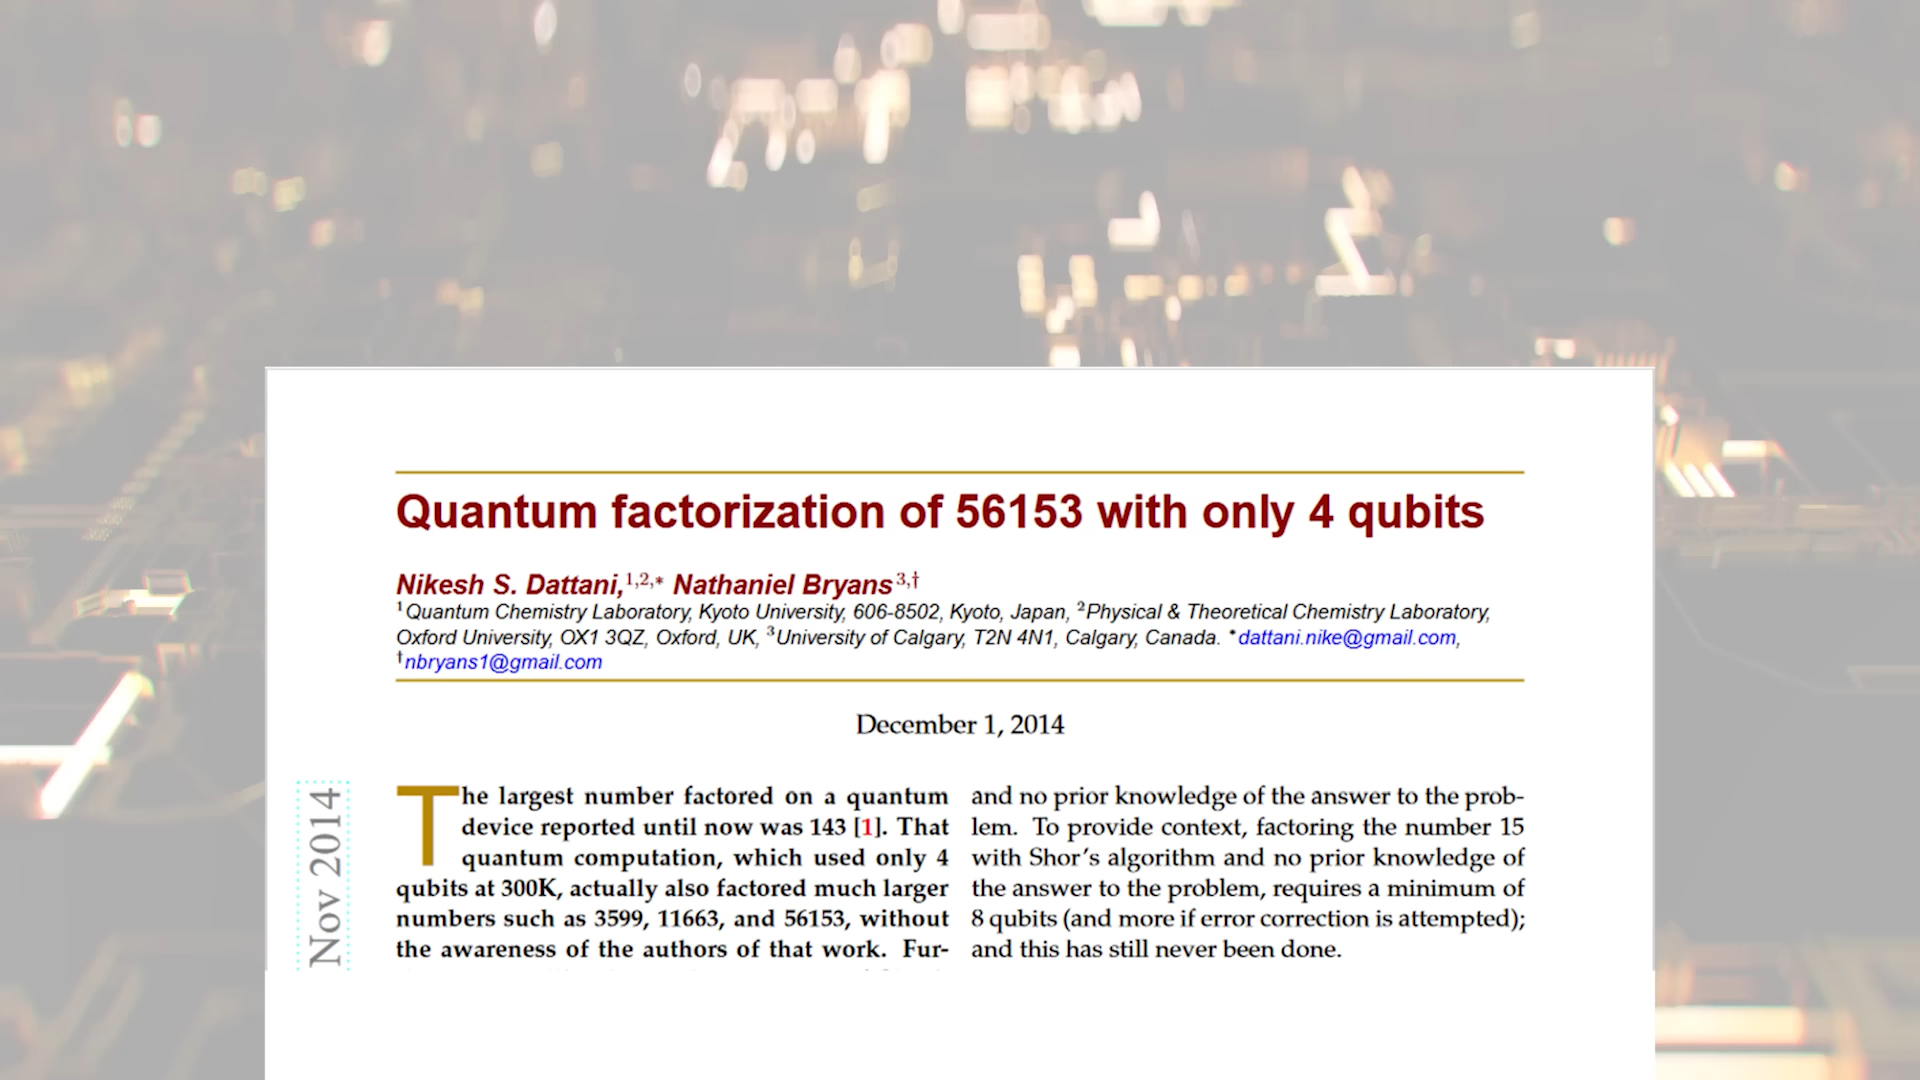 Quantum factorization of 56153 with only 4 qubits
Nikesh S. Dattani,1,2,* Nathaniel Bryans3,†
1Quantum Chemistry Laboratory, Kyoto University, 606-8502, Kyoto, Japan, 2Physical & Theoretical Chemistry Laboratory,
Oxford University, OX1 3QZ, Oxford, UK, 3University of Calgary, T2N 4N1, Calgary, Canada. *dattani.nike@gmail.com,
†nbryans1@gmail.com
December 1, 2014
Nov 2014
The largest number factored on a quantum
device reported until now was 143 [1]. That
quantum computation, which used only 4
qubits at 300K, actually also factored much larger
numbers such as 3599, 11663, and 56153, without
the awareness of the authors of that work. Fur-
and no prior knowledge of the answer to the prob-
lem. To provide context, factoring the number 15
with Shor's algorithm and no prior knowledge of
the answer to the problem, requires a minimum of
8 qubits (and more if error correction is attempted);
and this has still never been done.